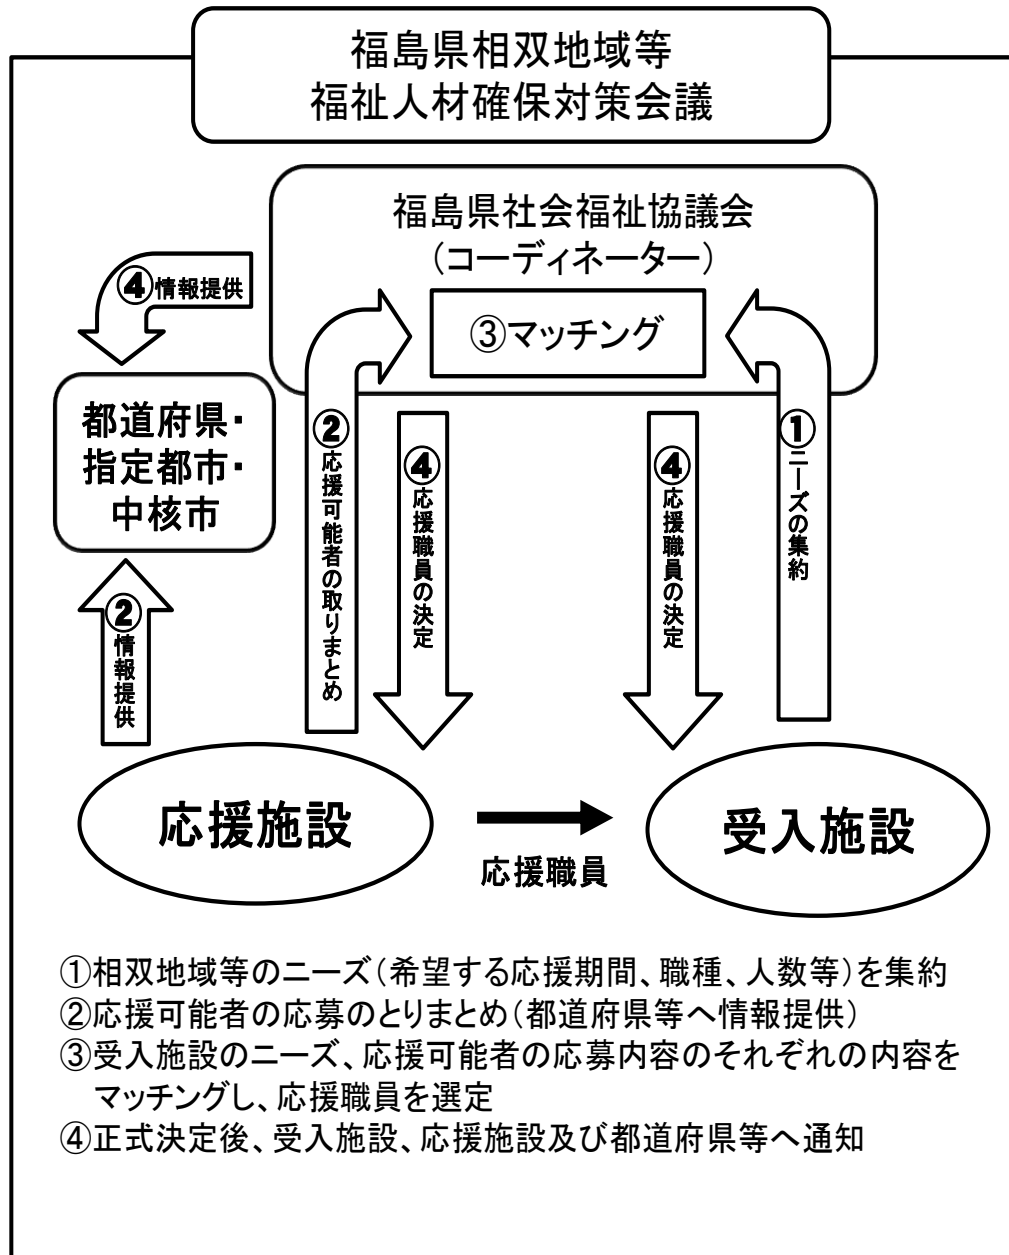 福島県相双地域等
福祉人材確保対策会議
福島県社会福祉協議会
（コーディネーター）
③マッチング
④情報提供
都道府県・
指定都市・
中核市
②情報提供
②応援可能者の取りまとめ
④応援職員の決定
④応援職員の決定
①ニーズの集約
応援施設
応援職員
受入施設
①相双地域等のニーズ（希望する応援期間、職種、人数等）を集約
②応援可能者の応募のとりまとめ（都道府県等へ情報提供）
③受入施設のニーズ、応援可能者の応募内容のそれぞれの内容を
マッチングし、応援職員を選定
④正式決定後、受入施設、応援施設及び都道府県等へ通知